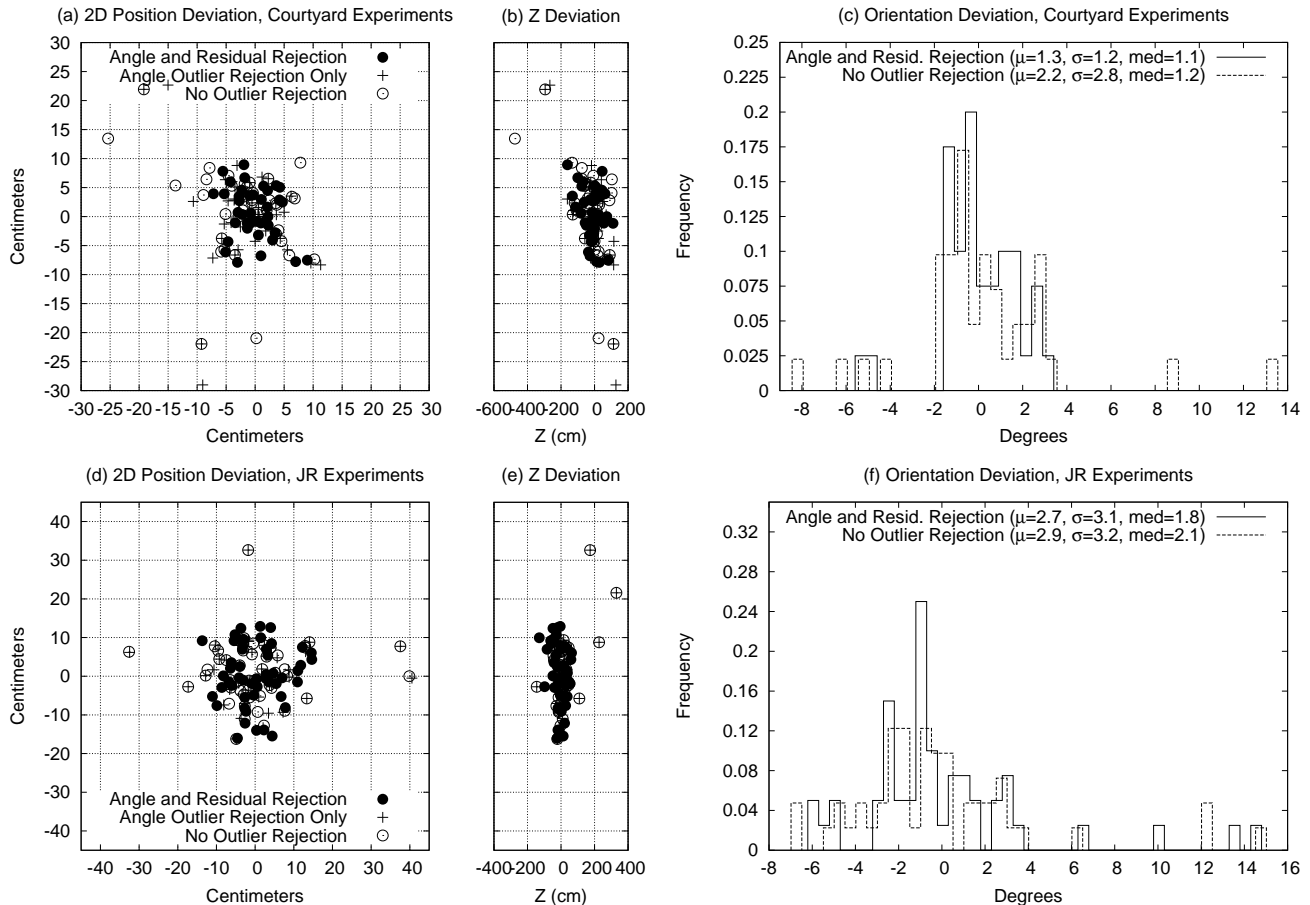 (a) 2D Position Deviation, Courtyard Experiments
30
25
20
15
10
5
0
-5
-10
-15
-20
-25
-30
Centimeters
Angle and Residual Rejection
Angle Outlier Rejection Only
No Outlier Rejection
-30 -25 -20 -15 -10 -5 0 5 10 15 20 25 30
Centimeters
(b) Z Deviation
-600 -400 -200 0 200
Z (cm)
(c) Orientation Deviation, Courtyard Experiments
0.25
0.225
0.2
0.175
0.15
0.125
0.1
0.075
0.05
0.025
0
Frequency
Angle and Resid. Rejection (μ=1.3, σ=1.2, med=1.1)
No Outlier Rejection (μ=2.2, σ=2.8, med=1.2)
-8 -6 -4 -2 0 2 4 6 8 10 12 14
Degrees
(d) 2D Position Deviation, JR Experiments
40
30
20
10
0
-10
-20
-30
-40
Centimeters
Angle and Residual Rejection
Angle Outlier Rejection Only
No Outlier Rejection
-40 -30 -20 -10 0 10 20 30 40
Centimeters
(e) Z Deviation
-400 -200 0 200 400
Z (cm)
(f) Orientation Deviation, JR Experiments
0.32
0.28
0.24
0.2
0.16
0.12
0.08
0.04
0
Frequency
Angle and Resid. Rejection (μ=2.7, σ=3.1, med=1.8)
No Outlier Rejection (μ=2.9, σ=3.2, med=2.1)
-8 -6 -4 -2 0 2 4 6 8 10 12 14 16
Degrees